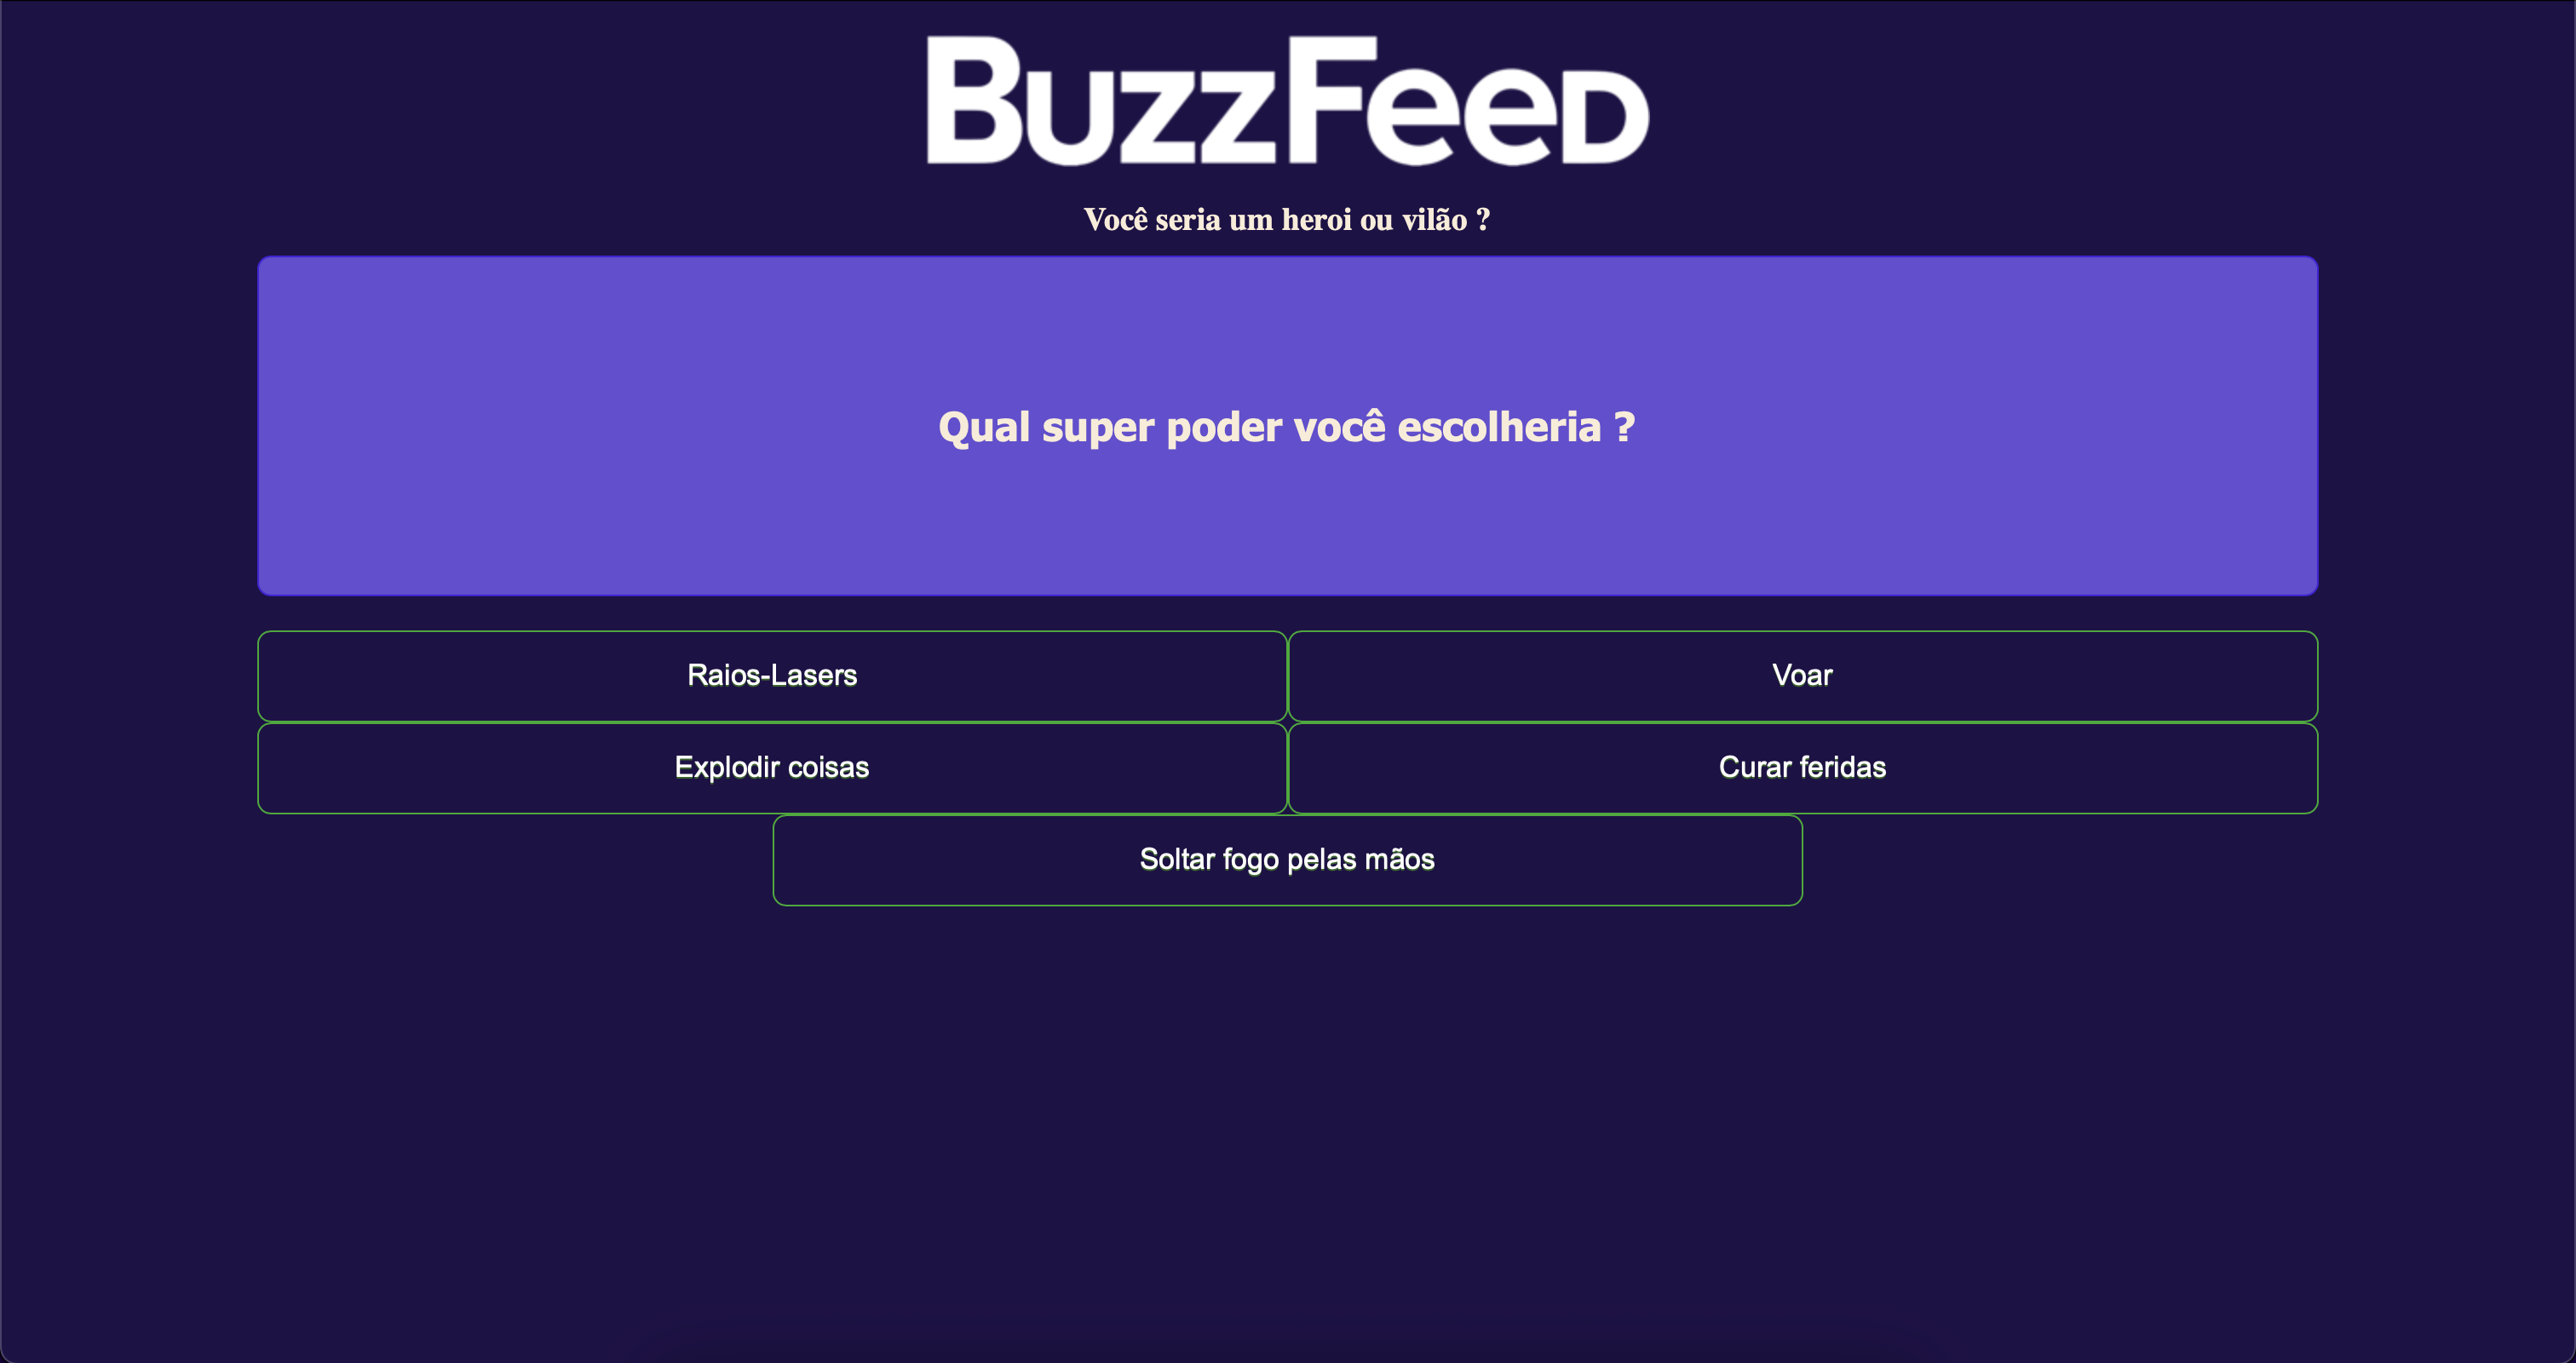 BuzzFeed
Você seria um heroi ou vilão ?
Qual super poder você escolheria ?
Raios-Lasers
Voar
Explodir coisas
Curar feridas
Soltar fogo pelas mãos